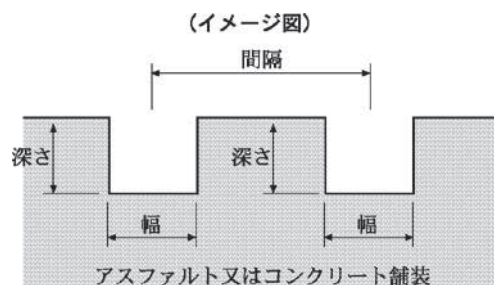 （イメージ図）
間隔
深さ
深さ
幅
幅
アスファルト又はコンクリート舗装